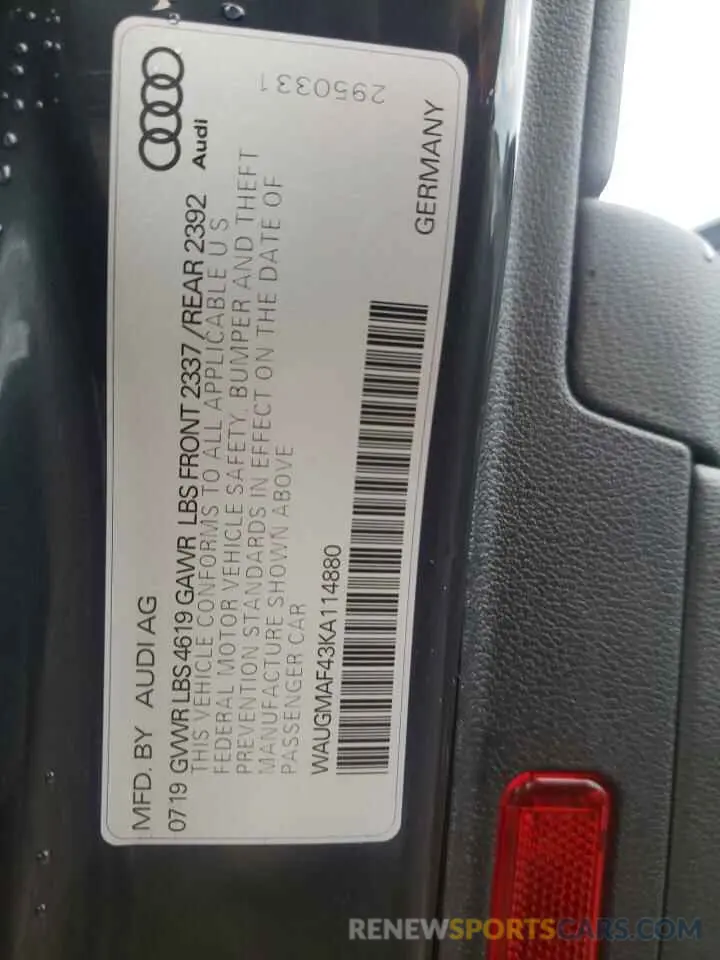 MFD. BY AUDI AG
0719 GVWR LBS 4619 GAWR LBS FRONT 2337 / REAR 2392
THIS VEHICLE CONFORMS TO ALL APPLICABLE U S
FEDERAL MOTOR VEHICLE SAFETY, BUMPER AND THEFT
PREVENTION STANDARDS IN EFFECT ON THE DATE OF
MANUFACTURE SHOWN ABOVE
PASSENGER CAR
WAUGMAF43KA114880
GERMANY
Audi
2950331
RENEWSPORTSCARS.COM